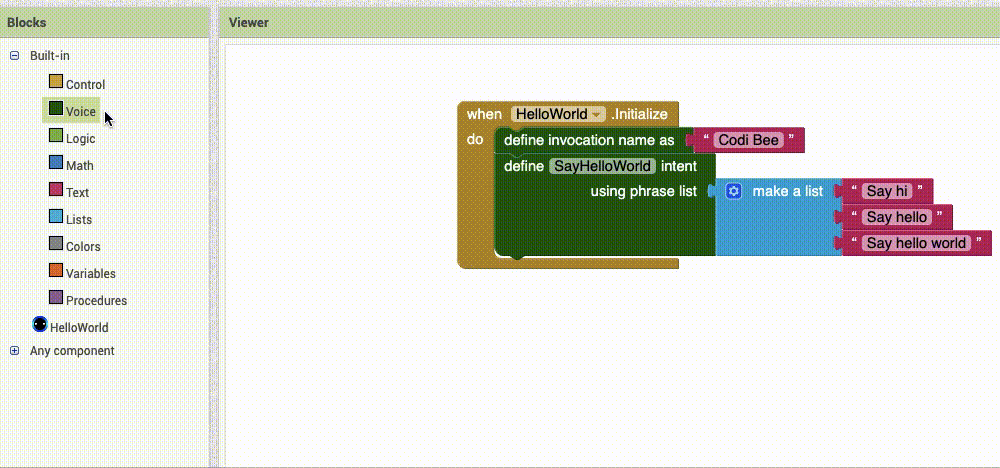 Blocks
Viewer
Built-in
Control
Voice
Logic
Math
Text
Lists
Colors
Variables
Procedures
HelloWorld
Any component
when HelloWorld .Initialize
do define invocation name as “ Codi Bee ”
define SayHelloWorld intent
using phrase list make a list “ Say hi ”
“ Say hello ”
“ Say hello world ”